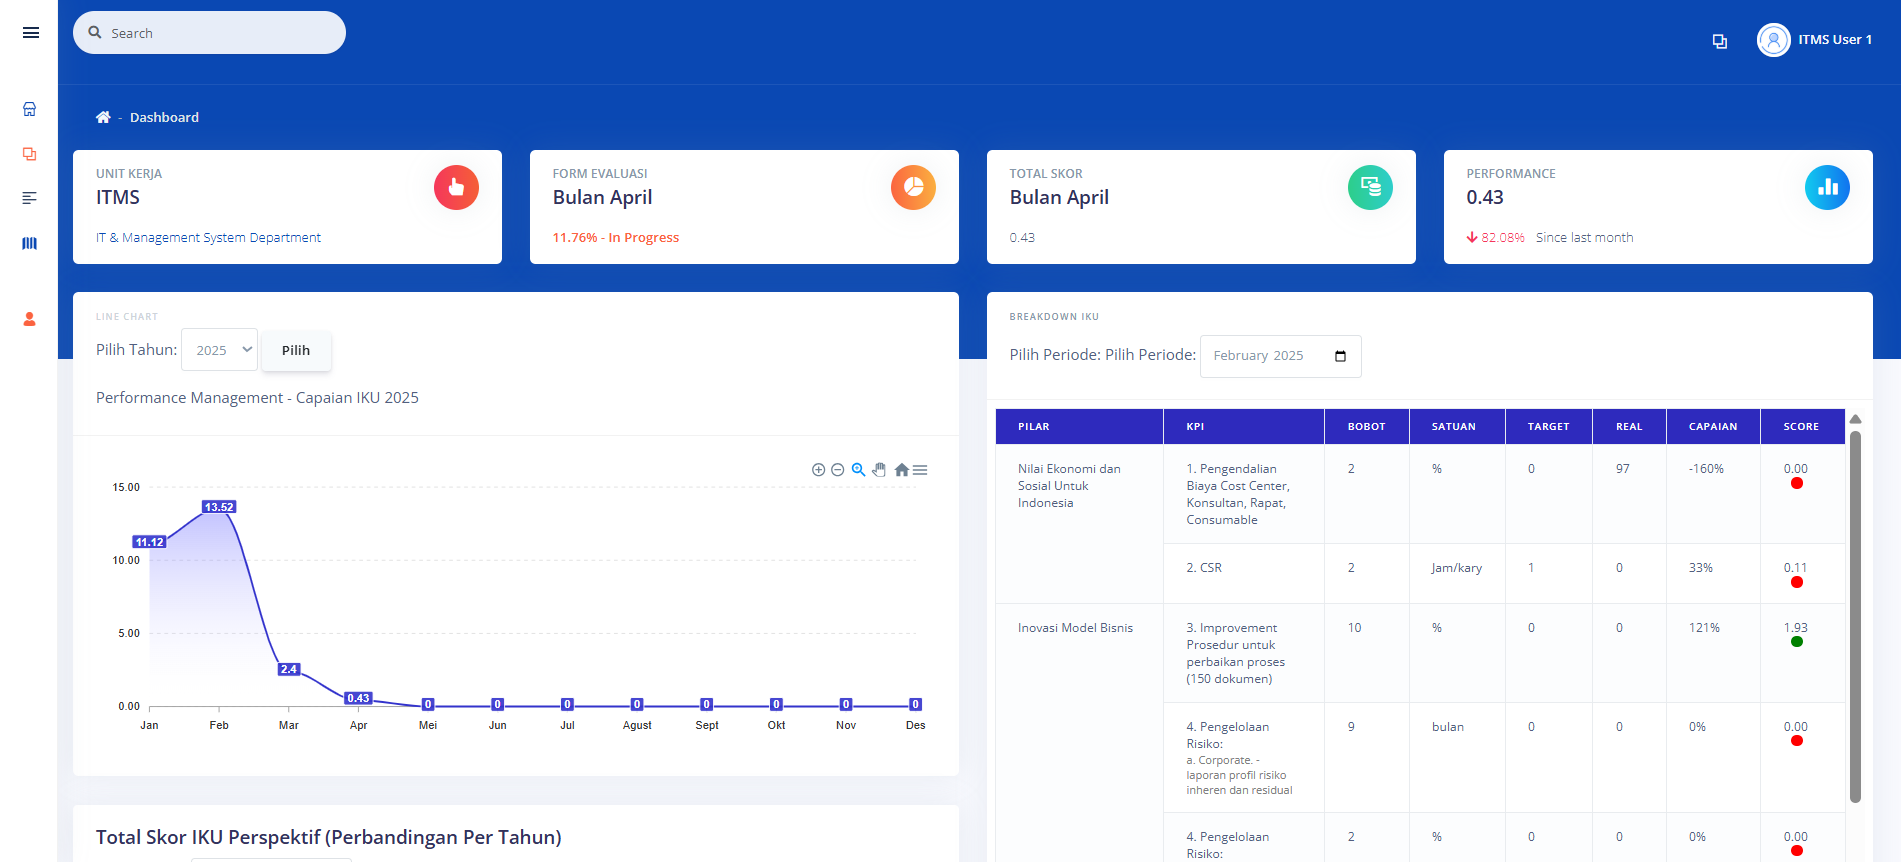 Search
ITMS User 1
- Dashboard
UNIT KERJA
ITMS
IT & Management System Department
FORM EVALUASI
Bulan April
11.76% - In Progress
TOTAL SKOR
Bulan April
0.43
PERFORMANCE
0.43
82.08% Since last month
LINE CHART
Pilih Tahun: 2025 Pilih
Performance Management - Capaian IKU 2025
15.00
10.00
5.00
0.00
11.12
13.52
2.4
0.43
0
0
0
0
0
0
0
0
Jan Feb Mar Apr Mei Jun Jul Agust Sept Okt Nov Des
Total Skor IKU Perspektif (Perbandingan Per Tahun)
BREAKDOWN IKU
Pilih Periode: Pilih Periode: February 2025
PILAR KPI BOBOT SATUAN TARGET REAL CAPAIAN SCORE
Nilai Ekonomi dan
Sosial Untuk
Indonesia
1. Pengendalian
Biaya Cost Center,
Konsultan, Rapat,
Consumable
2 % 0 97 -160% 0.00
2. CSR 2 Jam/kary 1 0 33% 0.11
Inovasi Model Bisnis
3. Improvement
Prosedur untuk
perbaikan proses
(150 dokumen)
10 % 0 0 121% 1.93
4. Pengelolaan
Risiko:
a. Corporate. -
laporan profil risiko
inheren dan residual
9 bulan 0 0 0% 0.00
4. Pengelolaan
Risiko:
2 % 0 0 0% 0.00